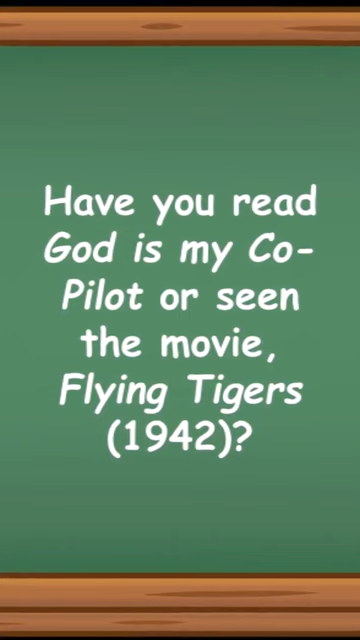 Have you read
God is my Co-
Pilot or seen
the movie,
Flying Tigers
(1942)?